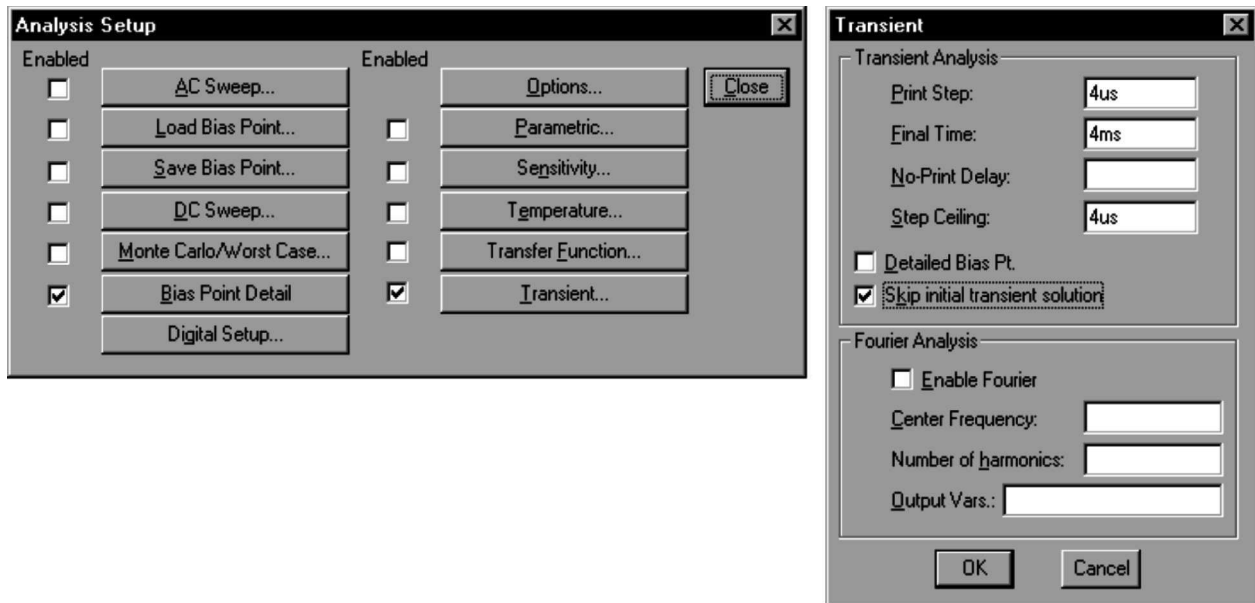 Analysis Setup
Enabled
Enabled
AC Sweep...
Options...
Close
Load Bias Point...
Parametric...
Save Bias Point...
Sensitivity...
DC Sweep...
Temperature...
Monte Carlo/Worst Case...
Transfer Function...
Bias Point Detail
Transient...
Digital Setup...
Transient
Transient Analysis
Print Step: 4us
Final Time: 4ms
No-Print Delay:
Step Ceiling: 4us
Detailed Bias Pt.
Skip initial transient solution
Fourier Analysis
Enable Fourier
Center Frequency:
Number of harmonics:
Output Vars.:
OK
Cancel